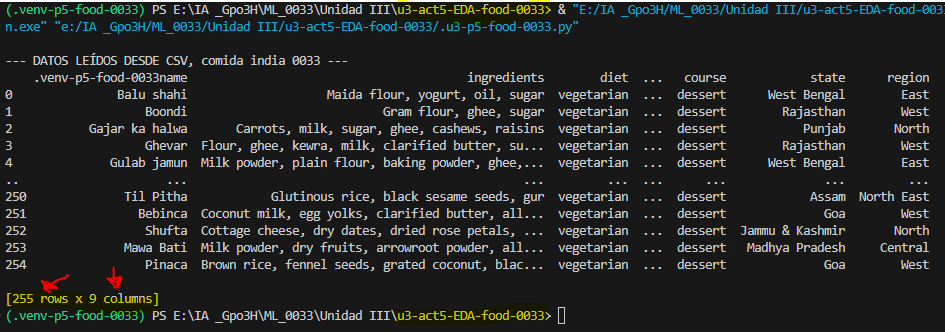 (.venv-p5-food-0033) PS E:\IA _Gpo3H\ML_0033\Unidad III\u3-act5-EDA-food-0033> & "E:/IA _Gpo3H/ML_0033/Unidad III/u3-act5-EDA-food-0033
n.exe" "e:/IA _Gpo3H/ML_0033/Unidad III/u3-act5-EDA-food-0033/.u3-p5-food-0033.py"
--- DATOS LEÍDOS DESDE CSV, comida india 0033 ---
.venv-p5-food-0033name ingredients diet ... course state region
0 Balu shahi Maida flour, yogurt, oil, sugar vegetarian ... dessert West Bengal East
1 Boondi Gram flour, ghee, sugar vegetarian ... dessert Rajasthan West
2 Gajar ka halwa Carrots, milk, sugar, ghee, cashews, raisins vegetarian ... dessert Punjab North
3 Ghevar Flour, ghee, kewra, milk, clarified butter, su... vegetarian ... dessert Rajasthan West
4 Gulab jamun Milk powder, plain flour, baking powder, ghee,... vegetarian ... dessert West Bengal East
.. ... ... ... ... ... ... ...
250 Til Pitha Glutinous rice, black sesame seeds, gur vegetarian ... dessert Assam North East
251 Bebinca Coconut milk, egg yolks, clarified butter, all... vegetarian ... dessert Goa West
252 Shufta Cottage cheese, dry dates, dried rose petals, ... vegetarian ... dessert Jammu & Kashmir North
253 Mawa Bati Milk powder, dry fruits, arrowroot powder, all... vegetarian ... dessert Madhya Pradesh Central
254 Pinaca Brown rice, fennel seeds, grated coconut, blac... vegetarian ... dessert Goa West
[255 rows x 9 columns]
(.venv-p5-food-0033) PS E:\IA _Gpo3H\ML_0033\Unidad III\u3-act5-EDA-food-0033>